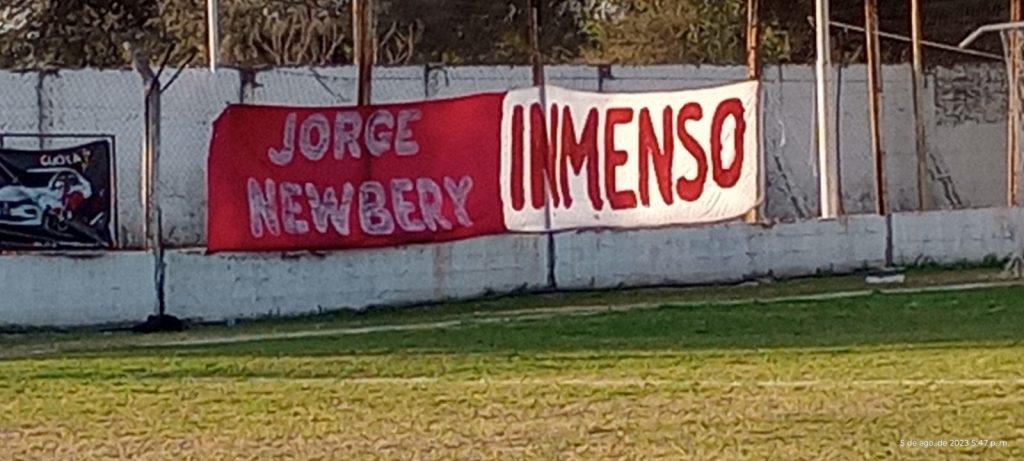 JORGE
NEWBERY
INMENSO
5 de ago. de 2023 5:47 p. m.